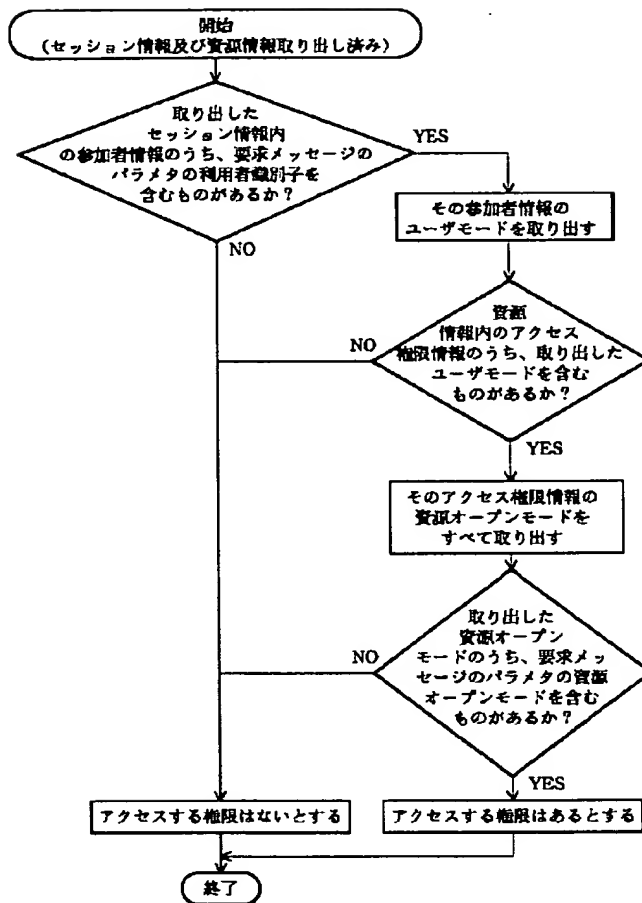 開始
(セッション情報及び資源情報取り出し済み)
取り出した
セッション情報内
の参加者情報のうち、要求メッセージの
パラメタの利用者識別子を
含むものがあるか?
YES
NO
その参加者情報の
ユーザモードを取り出す
資源
情報内のアクセス
権限情報のうち、取り出した
ユーザモードを含む
ものがあるか?
NO
YES
そのアクセス権限情報の
資源オープンモードを
すべて取り出す
取り出した
資源オープン
モードのうち、要求メッ
セージのパラメタの資源
オープンモードを含む
ものがあるか?
NO
YES
アクセスする権限はないとする
アクセスする権限はあるとする
終了